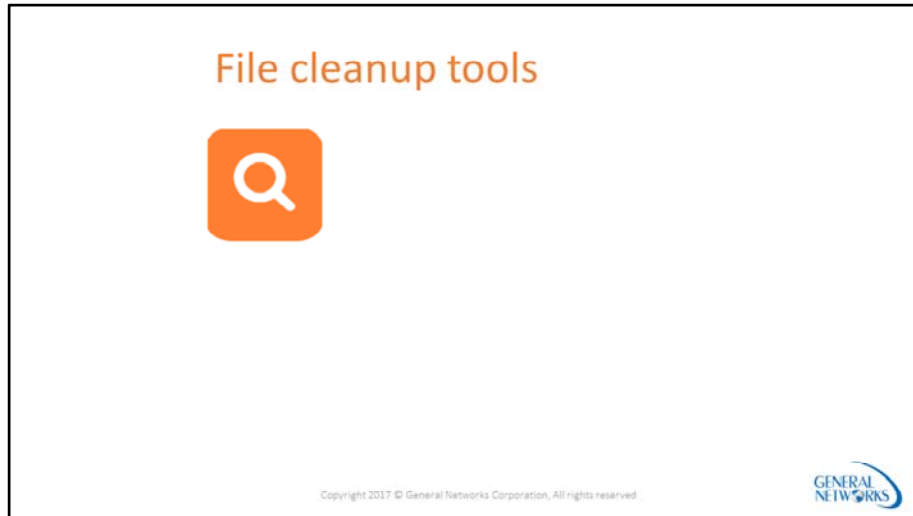 File cleanup tools
Copyright 2017 © General Networks Corporation, All rights reserved
GENERAL
NETWORKS